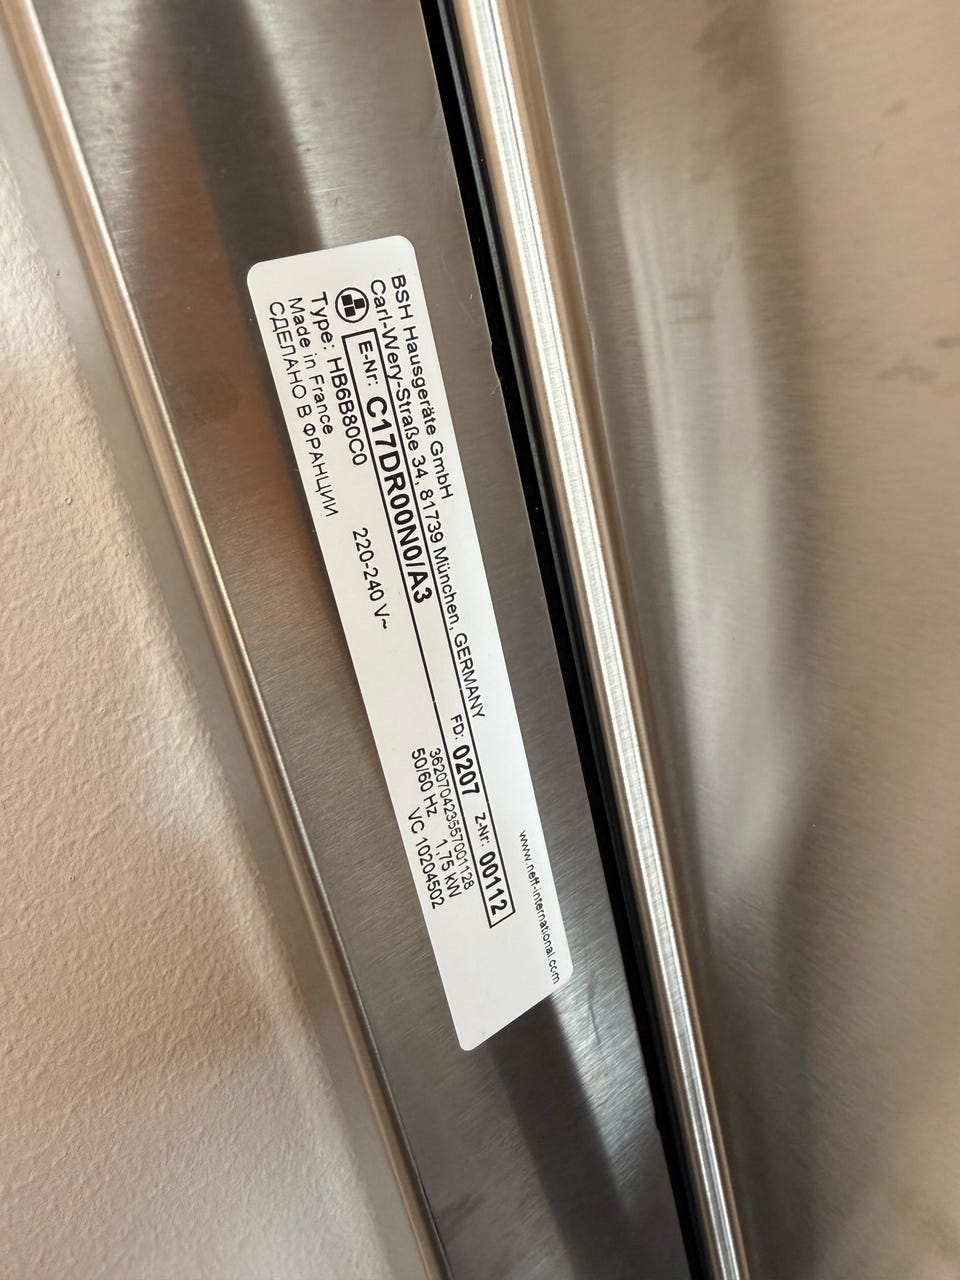 BSH Hausgeräte GmbH
Carl-Wery-Straße 34, 81739 München, GERMANY
www.neff-international.com
E-Nr: C17DR00N0/A3 FD: 0207 Z-Nr: 00112
362070423557001128
Type: HB6B80C0 220-240 V~ 50/60 Hz 1,75 kW
Made in France VC 10204502
СДЕЛАНО В ФРАНЦИИ